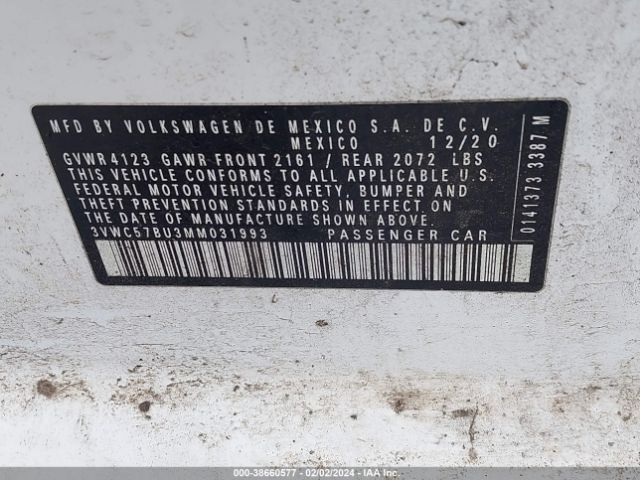 MFD BY VOLKSWAGEN DE MEXICO S.A. DE C.V.
MEXICO 12/20
GVWR 4123 GAWR FRONT 2161 / REAR 2072 LBS
THIS VEHICLE CONFORMS TO ALL APPLICABLE U.S.
FEDERAL MOTOR VEHICLE SAFETY, BUMPER AND
THEFT PREVENTION STANDARDS IN EFFECT ON
THE DATE OF MANUFACTURE SHOWN ABOVE.
3VWC57BU3MM031993 PASSENGER CAR
0141373 3387 M
000-38660577 - 02/02/2024 - IAA Inc.